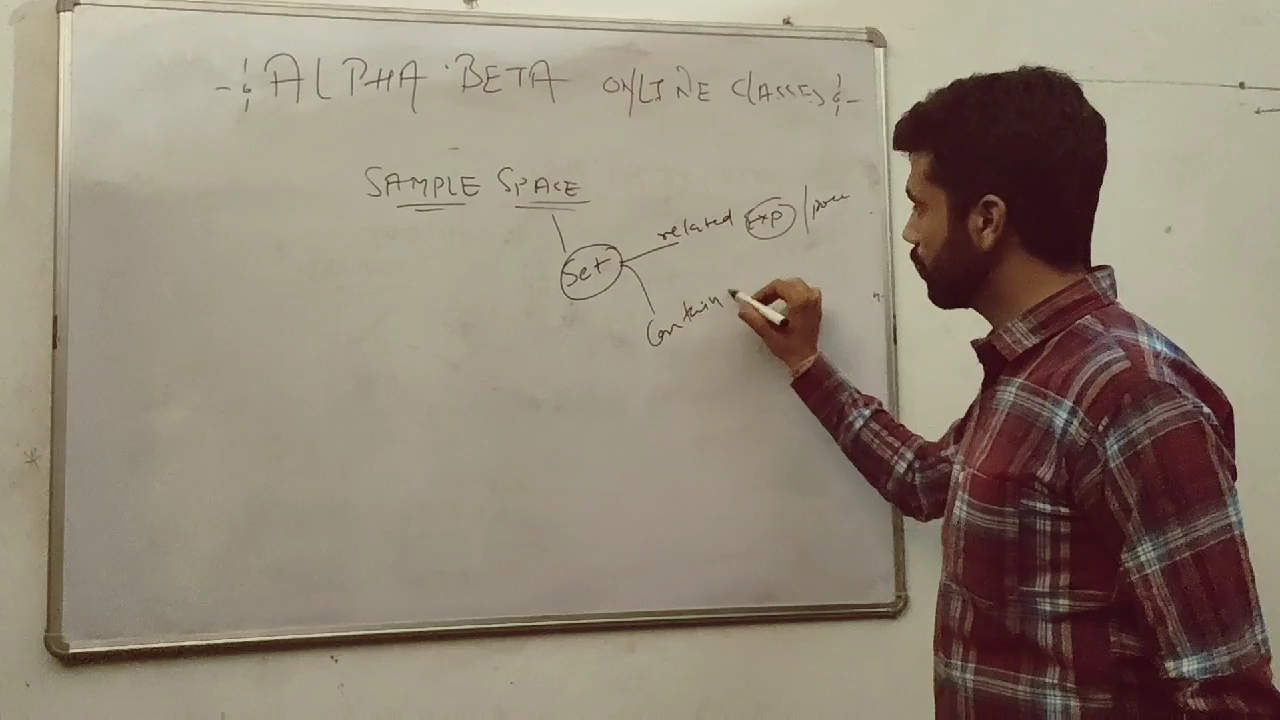 -: ALPHA·BETA ONLINE CLASSES :-
SAMPLE SPACE
Set
related Exp /
Contain